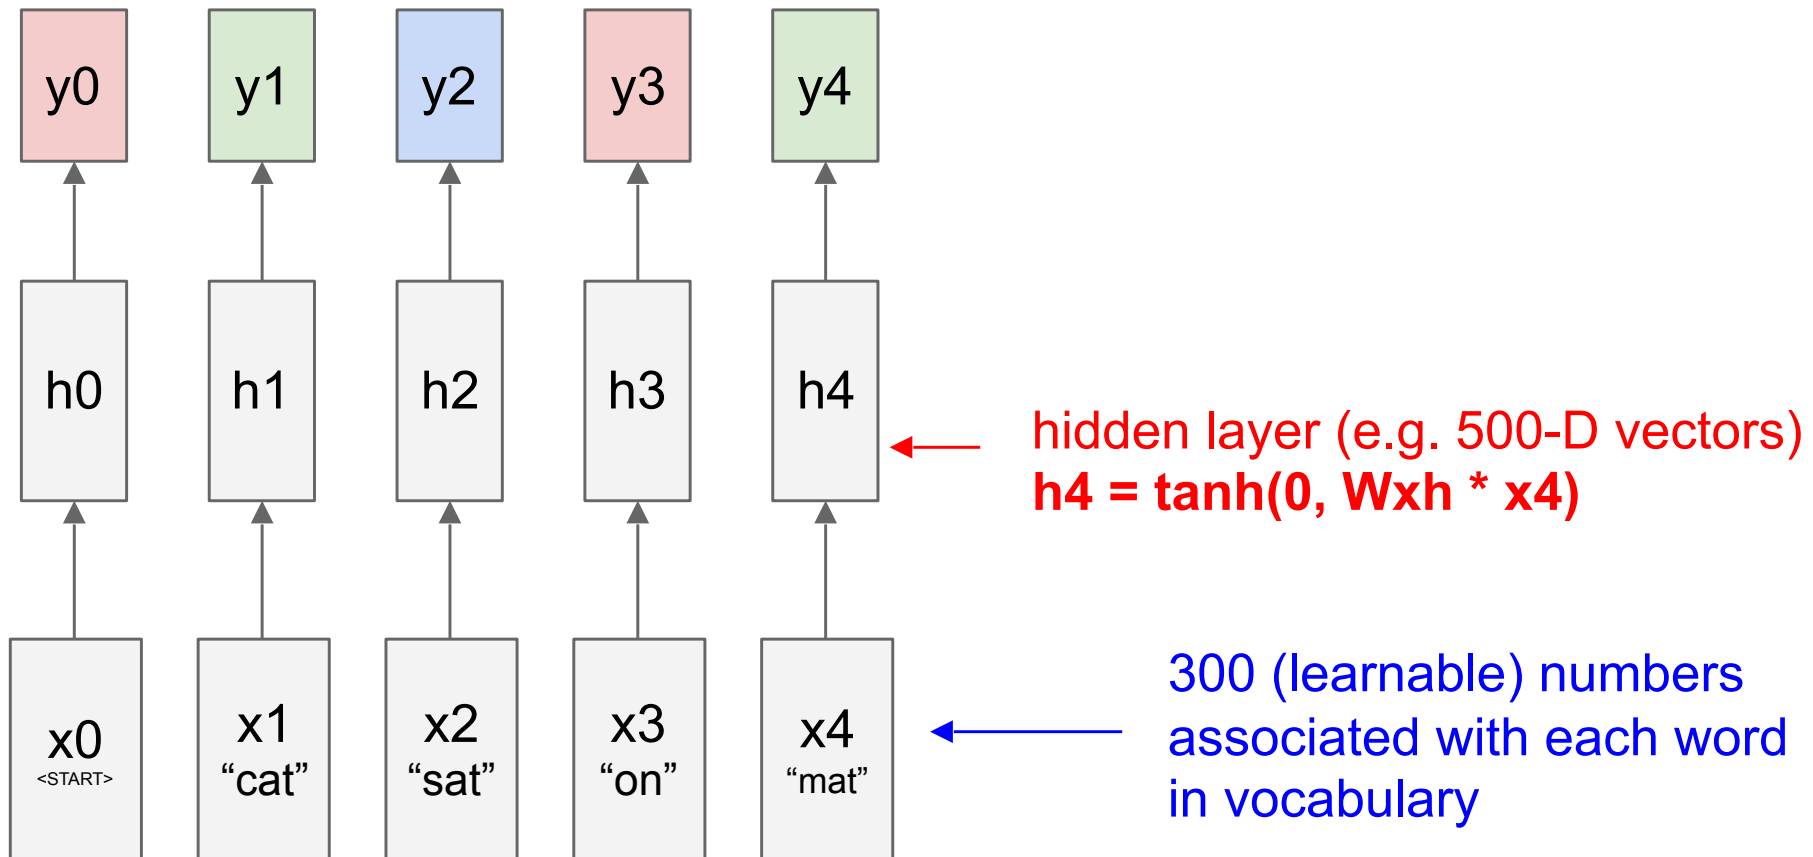 y0 y1 y2 y3 y4
h0 h1 h2 h3 h4
hidden layer (e.g. 500-D vectors)
h4 = tanh(0, Wxh * x4)
x0 x1 x2 x3 x4
<START> “cat” “sat” “on” “mat”
300 (learnable) numbers
associated with each word
in vocabulary